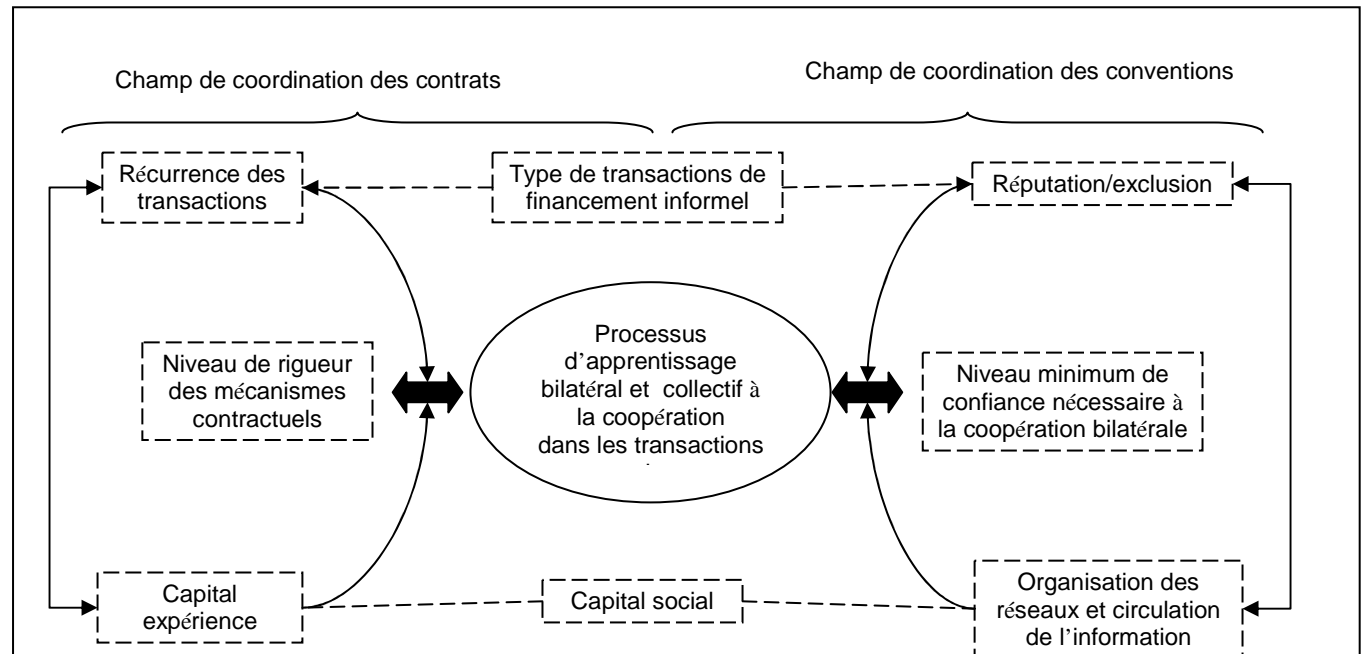 Champ de coordination des contrats
Champ de coordination des conventions
Récurrence des
transactions
Type de transactions de
financement informel
Réputation/exclusion
Processus
d'apprentissage
bilatéral et collectif à
la coopération
dans les transactions
Niveau de rigueur
des mécanismes
contractuels
Niveau minimum de
confiance nécessaire à
la coopération bilatérale
Capital
expérience
Capital social
Organisation des
réseaux et circulation
de l'information